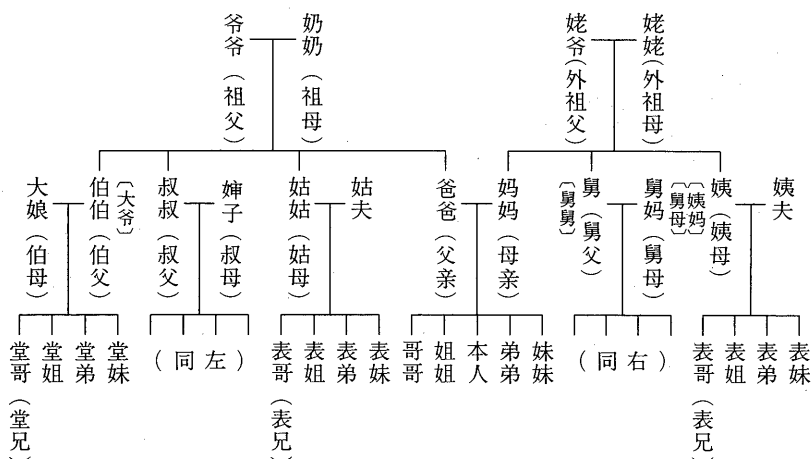 爷爷（祖父）
奶奶（祖母）
姥爷（外祖父）
姥姥（外祖母）
大娘（伯母）
伯伯（伯父）
〔大爷〕
叔叔（叔父）
婶子（叔母）
姑姑（姑母）
姑夫
爸爸（父亲）
妈妈（母亲）
舅（舅父）
〔舅舅〕
舅妈（舅母）
〔舅母〕
〔姨妈〕
姨（姨母）
姨夫
堂哥（堂兄）
堂姐
堂弟
堂妹
（同左）
表哥（表兄）
表姐
表弟
表妹
哥哥
姐姐
本人
弟弟
妹妹
（同右）
表哥（表兄）
表姐
表弟
表妹